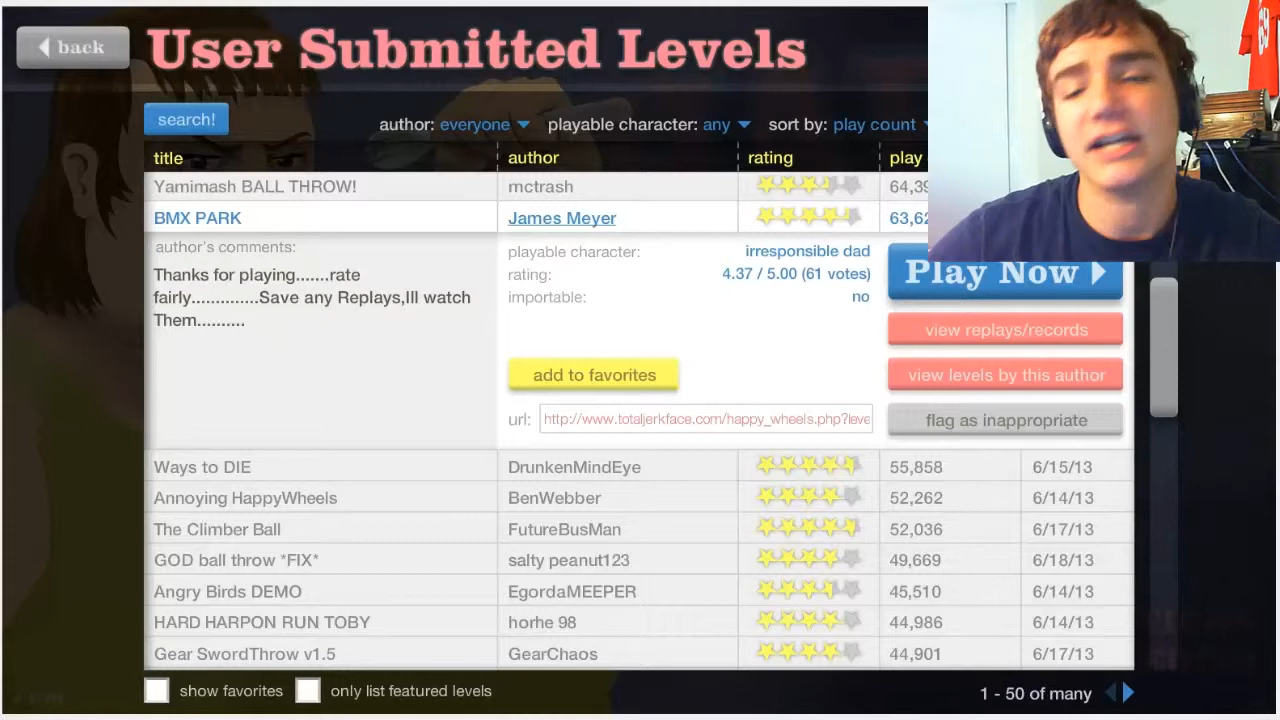 back
User Submitted Levels
search!
author: everyone playable character: any sort by: play count
title author rating play
Yamimash BALL THROW! mctrash 64,39
BMX PARK James Meyer 63,62
author's comments:
Thanks for playing.......rate
fairly.............Save any Replays,Ill watch
Them..........
playable character: irresponsible dad
rating: 4.37 / 5.00 (61 votes)
importable: no
add to favorites
url: http://www.totaljerkface.com/happy_wheels.php?leve
Play Now
view replays/records
view levels by this author
flag as inappropriate
Ways to DIE DrunkenMindEye 55,858 6/15/13
Annoying HappyWheels BenWebber 52,262 6/14/13
The Climber Ball FutureBusMan 52,036 6/17/13
GOD ball throw *FIX* salty peanut123 49,669 6/18/13
Angry Birds DEMO EgordaMEEPER 45,510 6/14/13
HARD HARPON RUN TOBY horhe 98 44,986 6/14/13
Gear SwordThrow v1.5 GearChaos 44,901 6/17/13
show favorites only list featured levels 1 - 50 of many